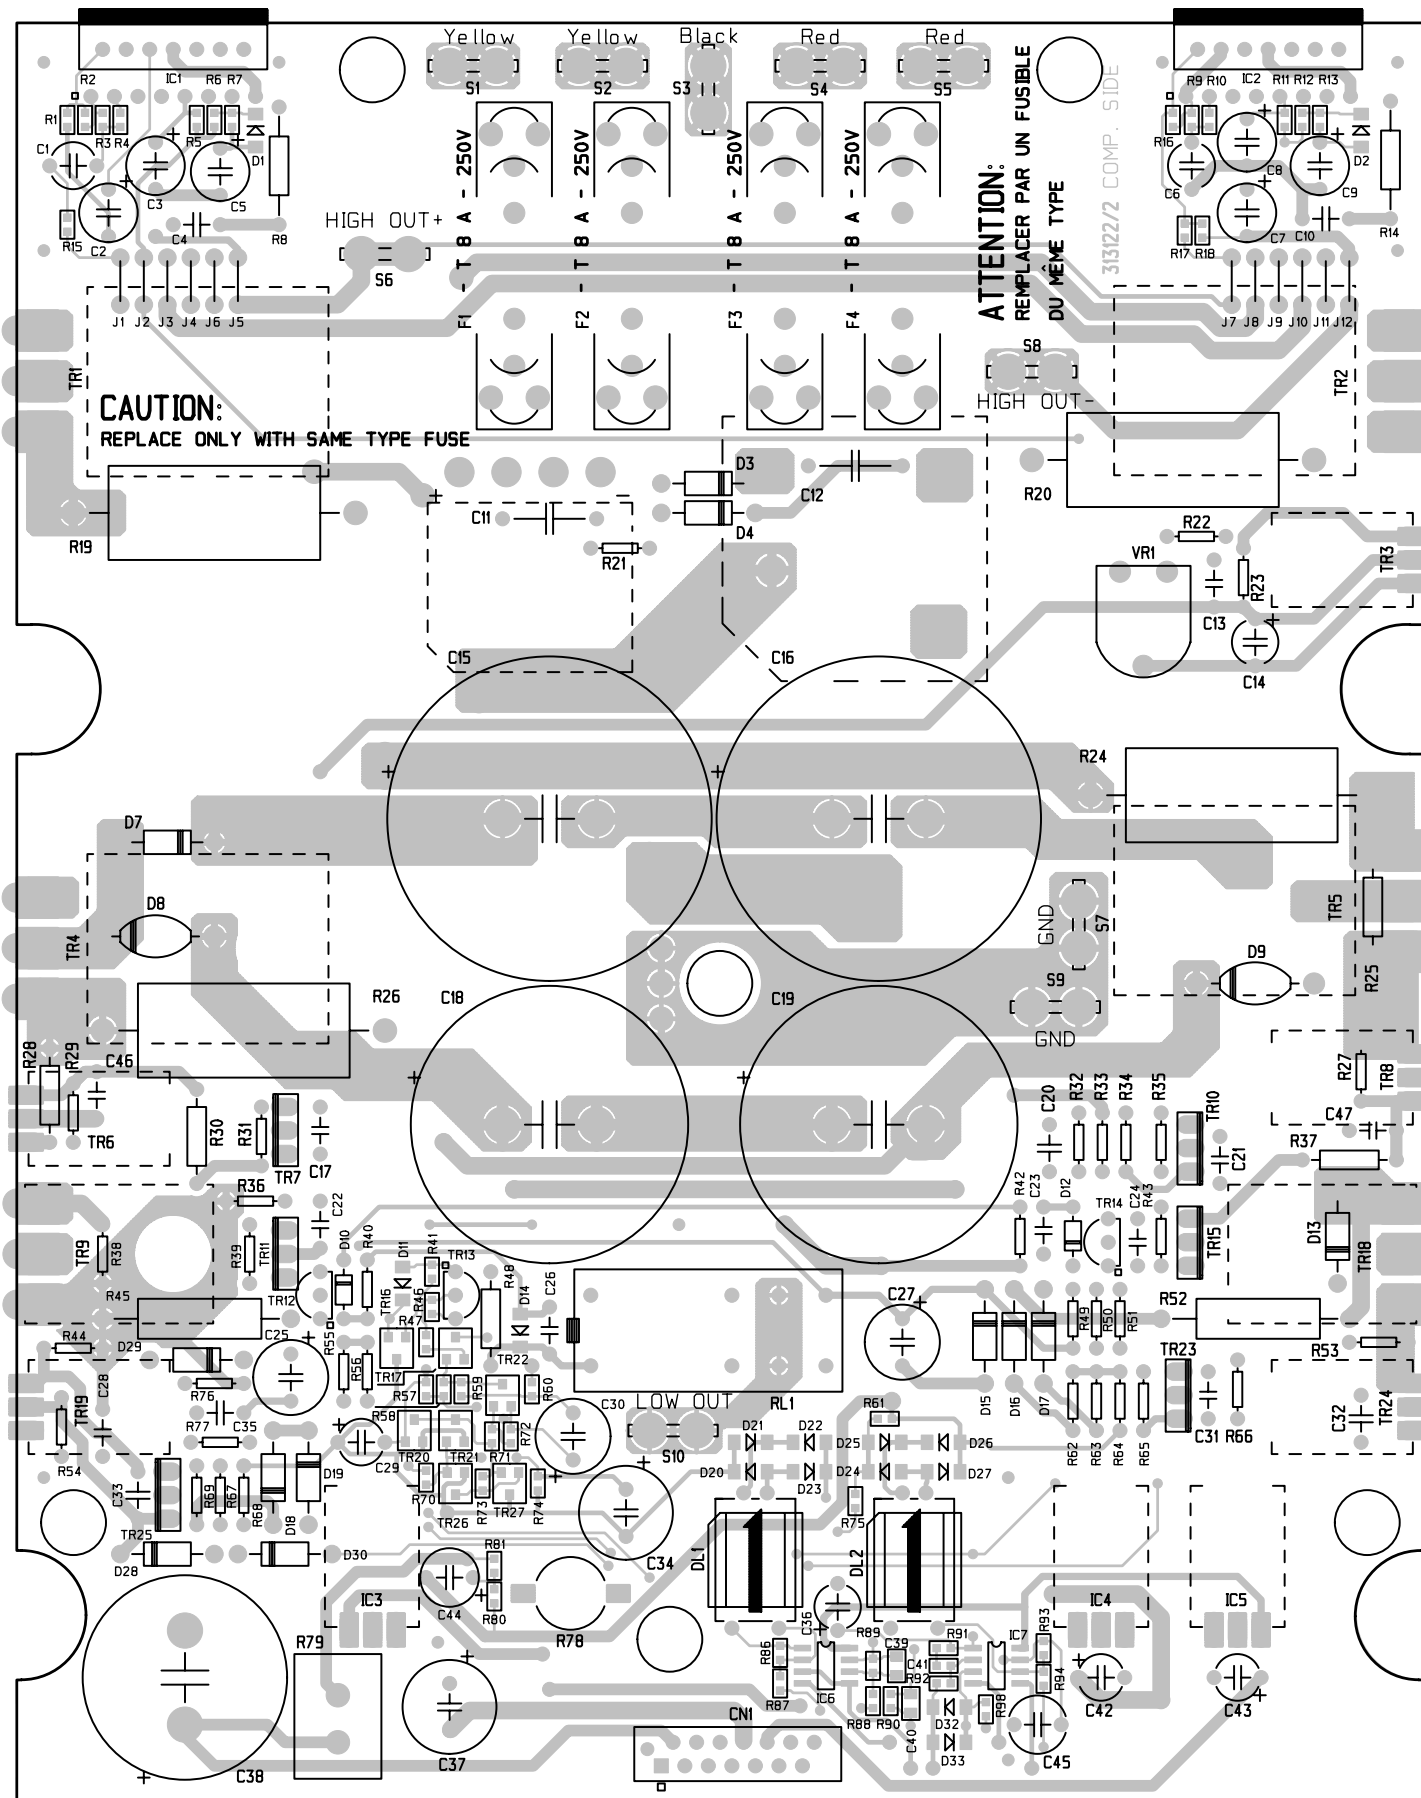 Yellow Yellow Black Red Red
S1 S2 S3 S4 S5
R2 IC1 R6 R7
R9 R10 IC2 R11 R12 R13
R1 R3 R4 R5 D1
R16 D2
C1 C2 C3 C4 C5 R8 R15
C6 C7 C8 C9 C10 R14 R17 R18
T 8 A - 250V
T 8 A - 250V
T 8 A - 250V
T 8 A - 250V
F1 F2 F3 F4
ATTENTION:
REMPLACER PAR UN FUSIBLE
DU MÊME TYPE
313122/2 COMP. SIDE
HIGH OUT+
S6
J1 J2 J3 J4 J6 J5
J7 J8 J9 J10 J11 J12
S8
HIGH OUT-
TR1 TR2
CAUTION:
REPLACE ONLY WITH SAME TYPE FUSE
R19 C11 R21 D3 D4 C12 R20
R22 VR1 R23 TR3 C13 C14
C15 C16
R24
D7 D8 TR4 R26
GND S7 S9 GND
TR5 R25 D9
C18 C19
R28 R29 C46 TR6 R30 R31 TR7 C17
C20 R32 R33 R34 R35 TR10 C21 R27 TR8 C47 R37
R36 C22 TR9 R38 R39 TR11 D10 R40 D11 R41 TR13
R42 C23 D12 TR14 C24 R43 TR15 D13 TR18
R45 TR12 TR16 R46 R47 R48 D14 C26 C27
R49 R50 R51 R52 R53
R44 D29 C25 R55 R56 TR17 TR22
R76 C28 TR19 R77 C35 R54 R57 R58 R59 R60
RL1 D15 D16 D17 TR23 C31 R66 C32 TR24
LOW OUT
S10
C30 C29 TR20 TR21 R71 R72
D21 D22 D20 D23 R61 D25 D26 D24 D27
R62 R63 R64 R65
C33 TR25 R69 R67 R68 D19 D18
R70 TR26 R73 TR27 R74 C34 R75
D28 D30 IC3 C44 R81 R80 R78
DL1 DL2 C36 R89 R91 IC7 R93 IC4 IC5
R79 R86 R87 IC6 C39 C41 R92 R94
R88 R90 C40 D32 D33 R98 C42 C43 C45
C38 C37 CN1